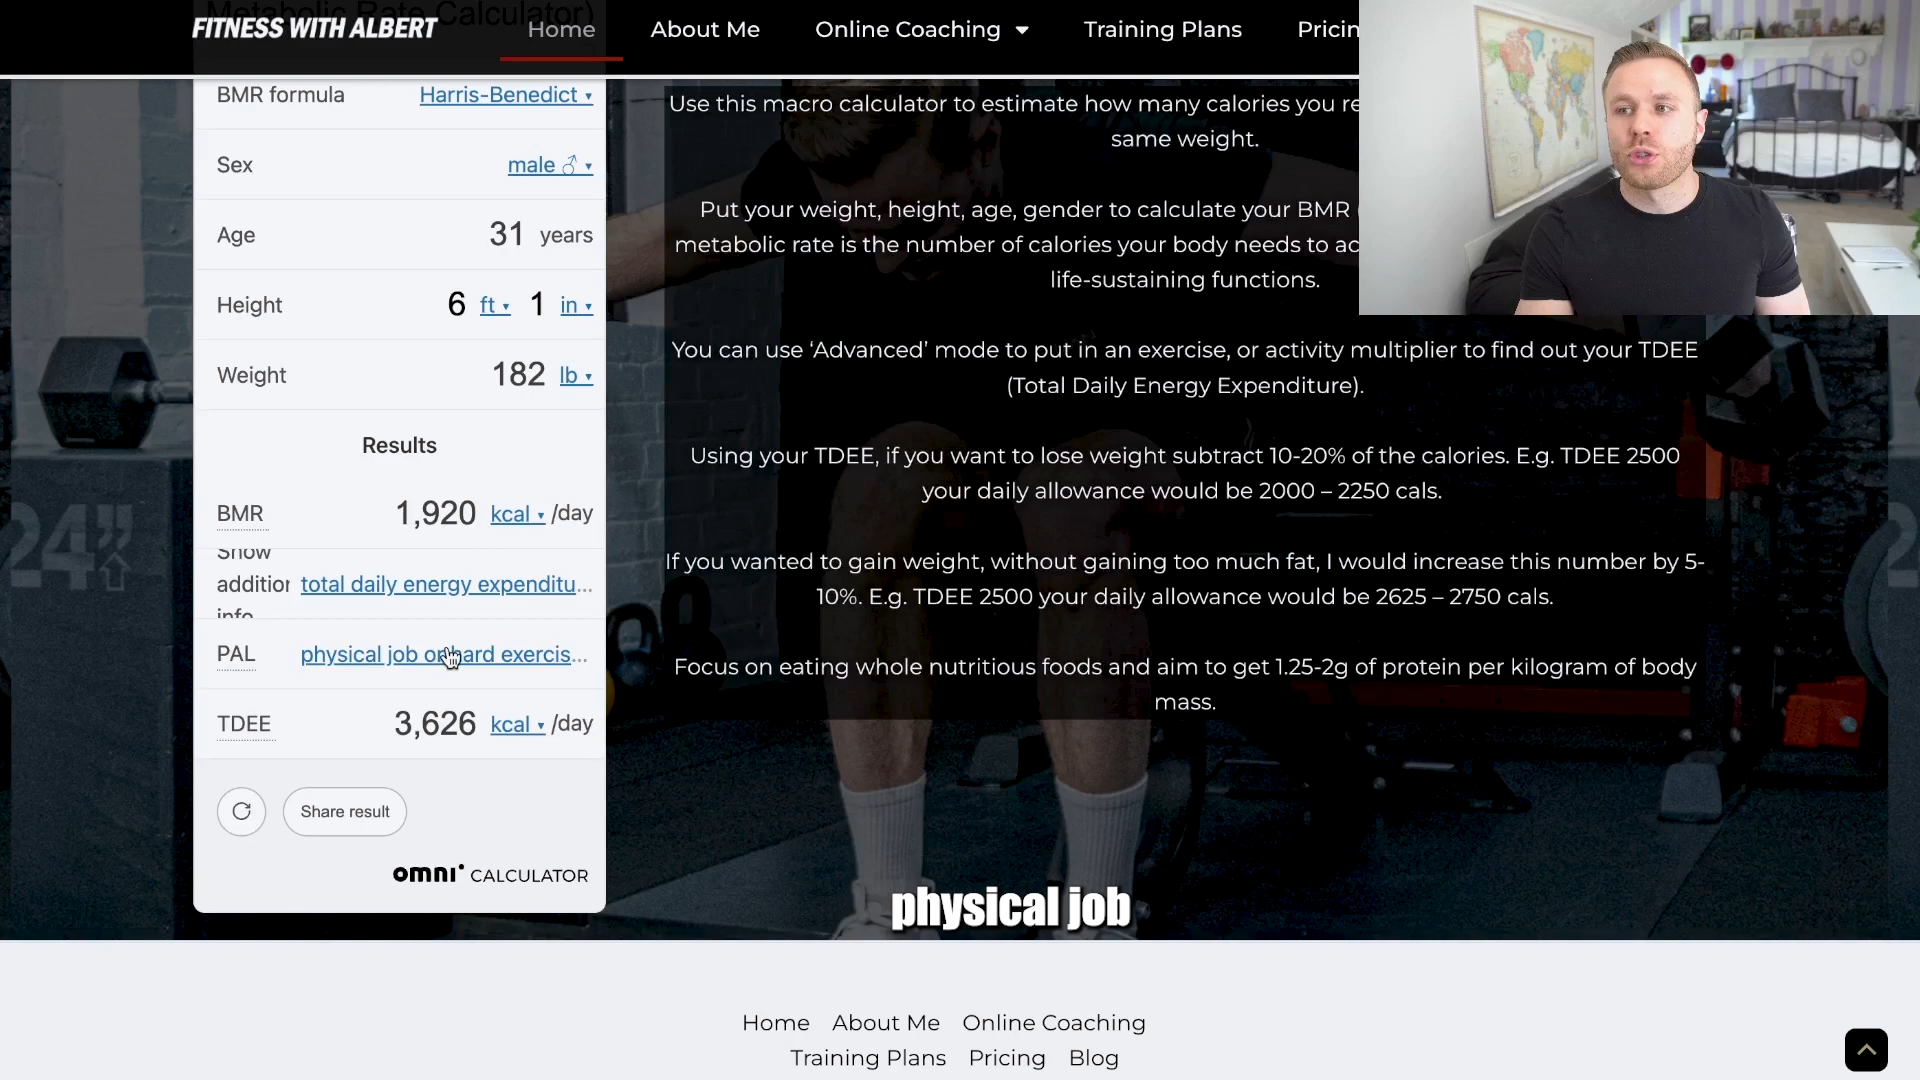 Metabolic Rate Calculator)
FITNESS WITH ALBERT
Home
About Me
Online Coaching
Training Plans
Pricin
BMR formula
Harris-Benedict
Sex
male ♂
Age
31 years
Height
6 ft 1 in
Weight
182 lb
Results
BMR
1,920 kcal /day
Show
addition
info
total daily energy expenditu...
PAL
physical job or hard exercis...
TDEE
3,626 kcal /day
Share result
omni CALCULATOR
Use this macro calculator to estimate how many calories you re
same weight.
Put your weight, height, age, gender to calculate your BMR
metabolic rate is the number of calories your body needs to ac
life-sustaining functions.
You can use ‘Advanced’ mode to put in an exercise, or activity multiplier to find out your TDEE
(Total Daily Energy Expenditure).
Using your TDEE, if you want to lose weight subtract 10-20% of the calories. E.g. TDEE 2500
your daily allowance would be 2000 – 2250 cals.
If you wanted to gain weight, without gaining too much fat, I would increase this number by 5-
10%. E.g. TDEE 2500 your daily allowance would be 2625 – 2750 cals.
Focus on eating whole nutritious foods and aim to get 1.25-2g of protein per kilogram of body
mass.
24"
physical job
Home About Me Online Coaching
Training Plans Pricing Blog